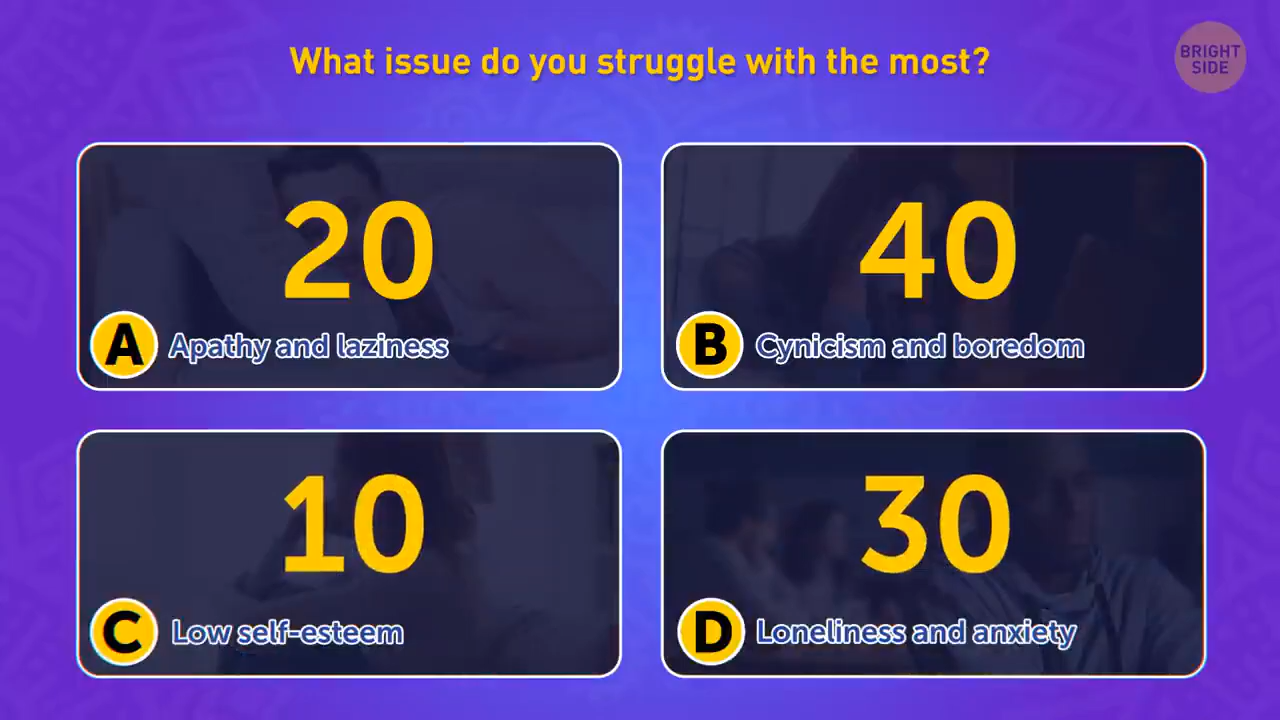 What issue do you struggle with the most?
BRIGHT
SIDE
20
A Apathy and laziness
40
B Cynicism and boredom
10
C Low self-esteem
30
D Loneliness and anxiety